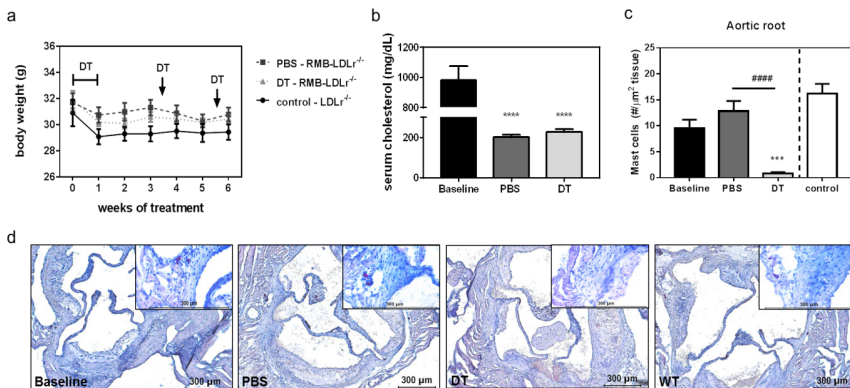 a
body weight (g)
36
34
32
30
28
26
DT
DT
DT
0 1 2 3 4 5 6
weeks of treatment
PBS - RMB-LDLr-/-
DT - RMB-LDLr-/-
control - LDLr-/-
b
serum cholesterol (mg/dL)
1200
1000
800
400
200
0
****
****
Baseline PBS DT
c
Aortic root
Mast cells (#/μm² tissue)
25
20
15
10
5
0
####
***
Baseline PBS DT control
d
300 μm
Baseline
300 μm
300 μm
PBS
300 μm
300 μm
DT
300 μm
300 μm
WT
300 μm